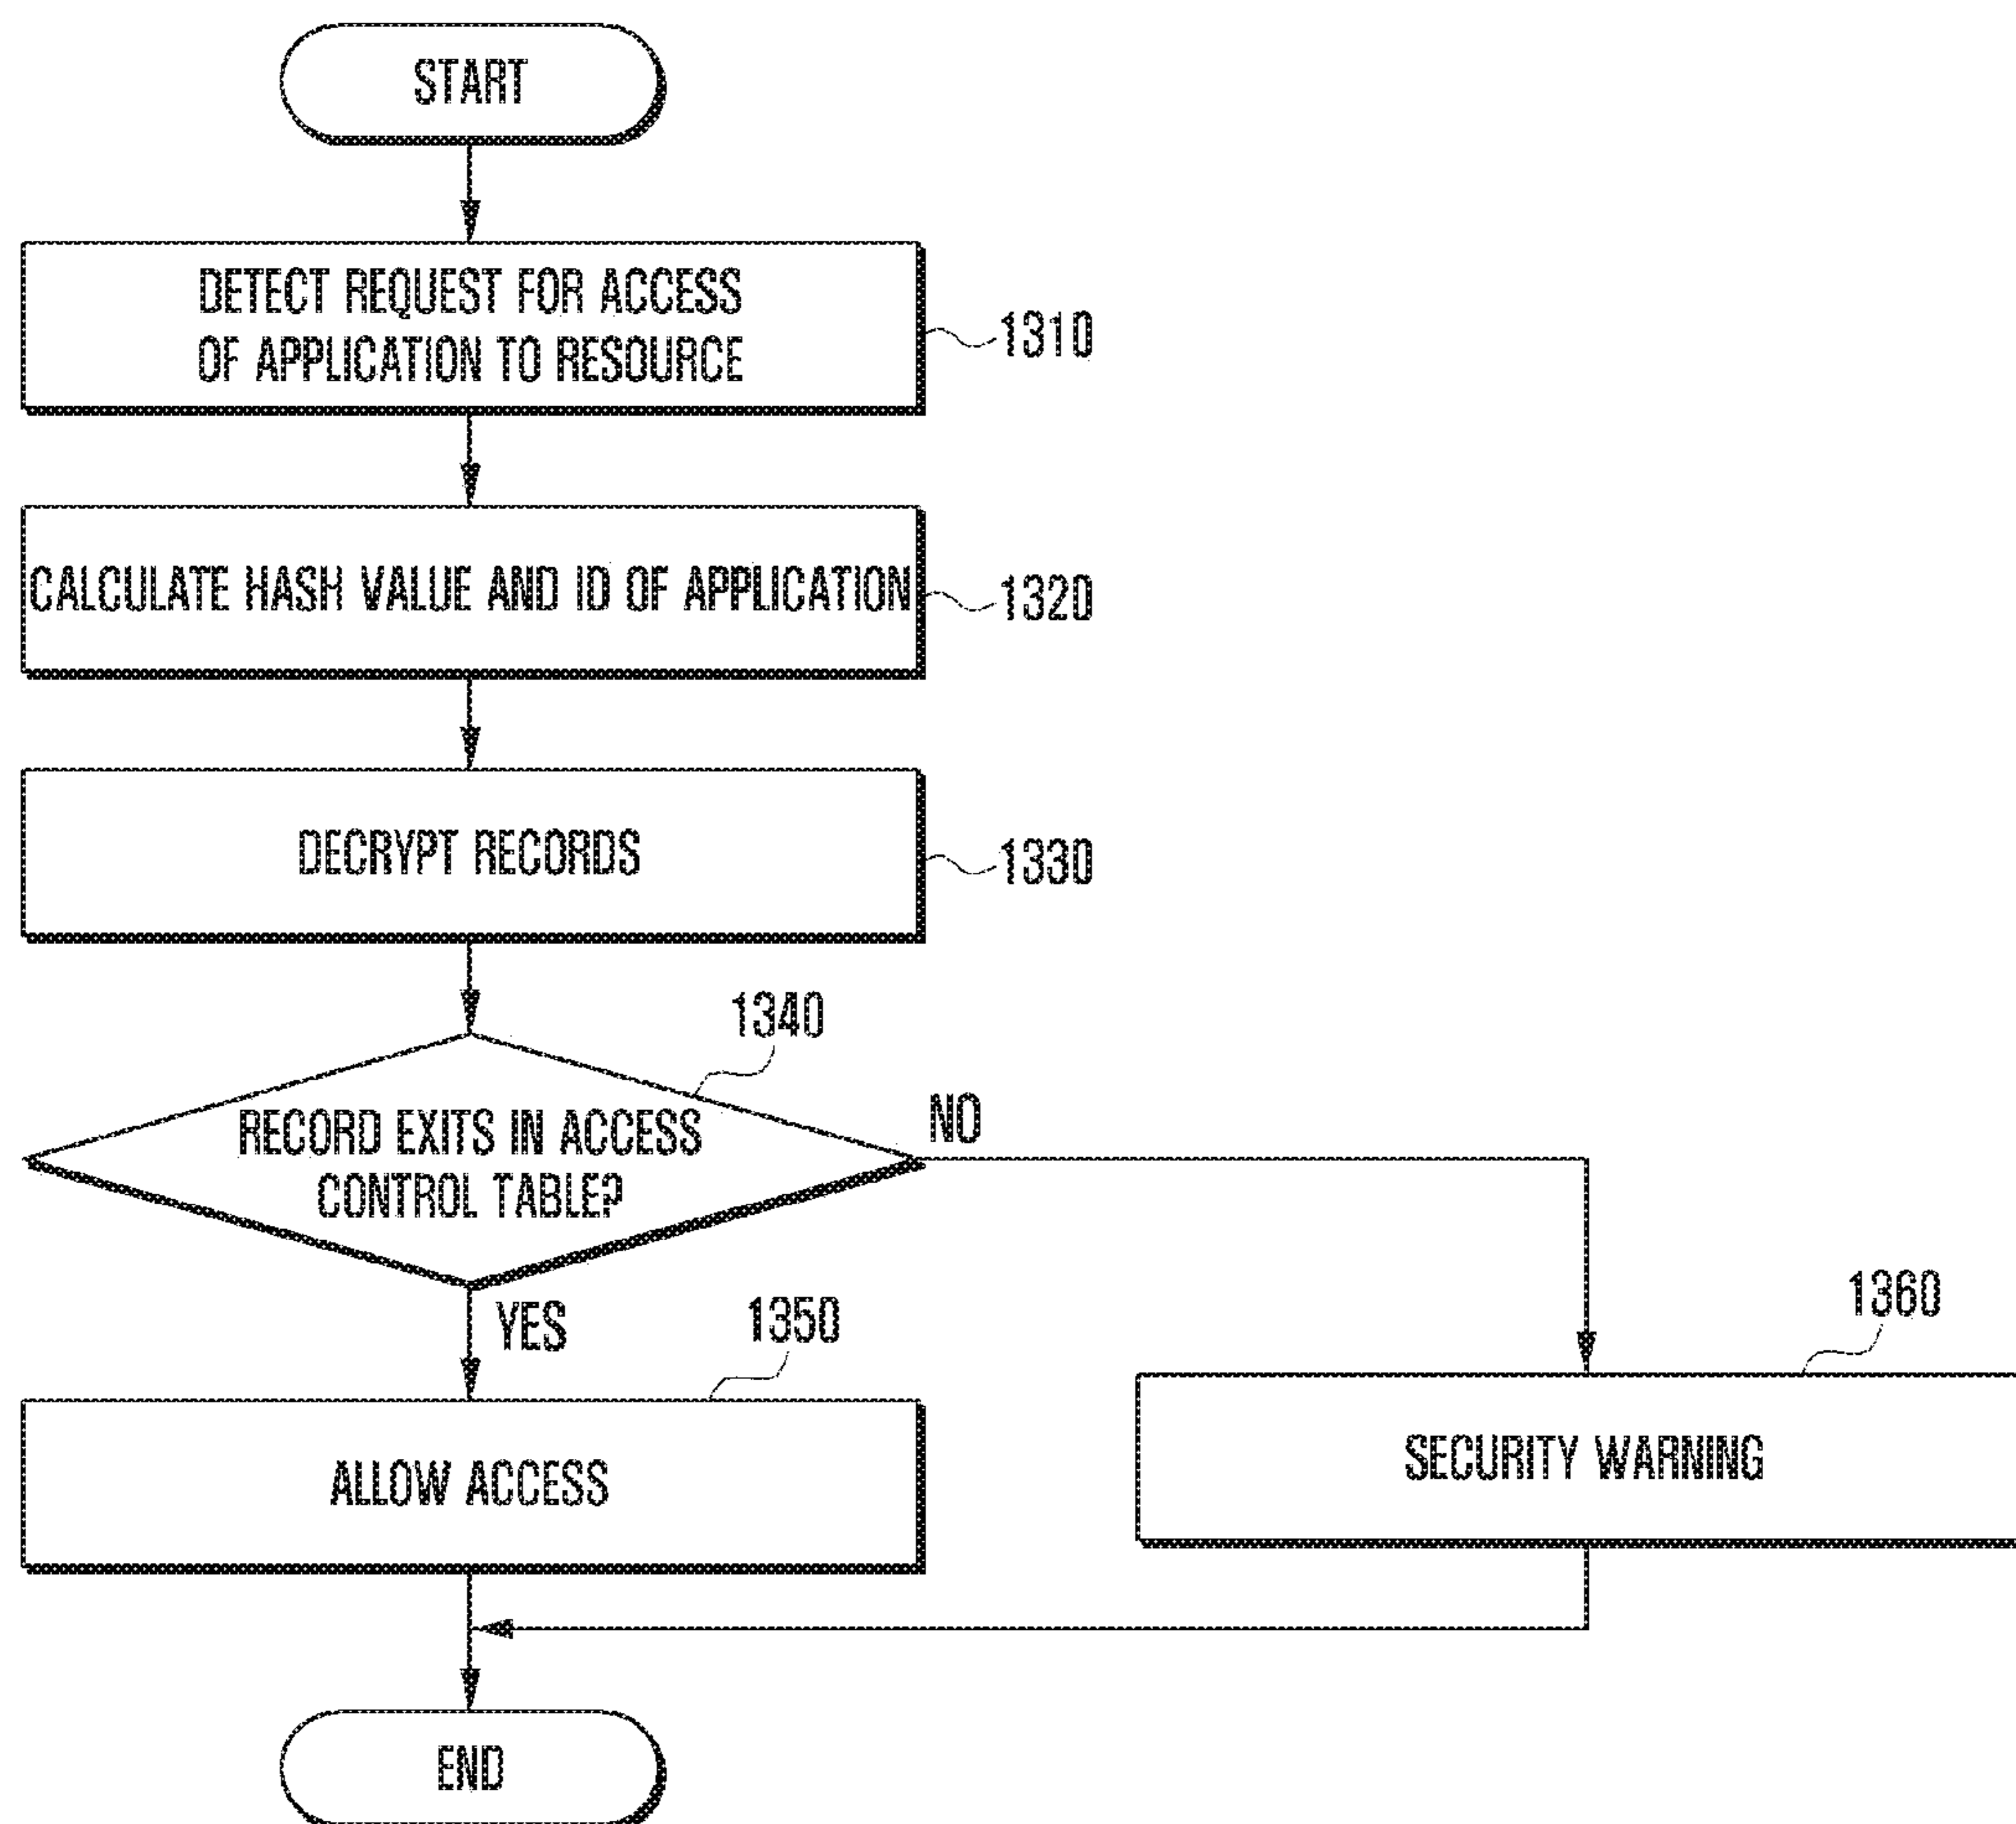 START
DETECT REQUEST FOR ACCESS
OF APPLICATION TO RESOURCE
1310
CALCULATE HASH VALUE AND ID OF APPLICATION
1320
DECRYPT RECORDS
1330
1340
RECORD EXITS IN ACCESS
CONTROL TABLE?
NO
YES
1350
ALLOW ACCESS
1360
SECURITY WARNING
END